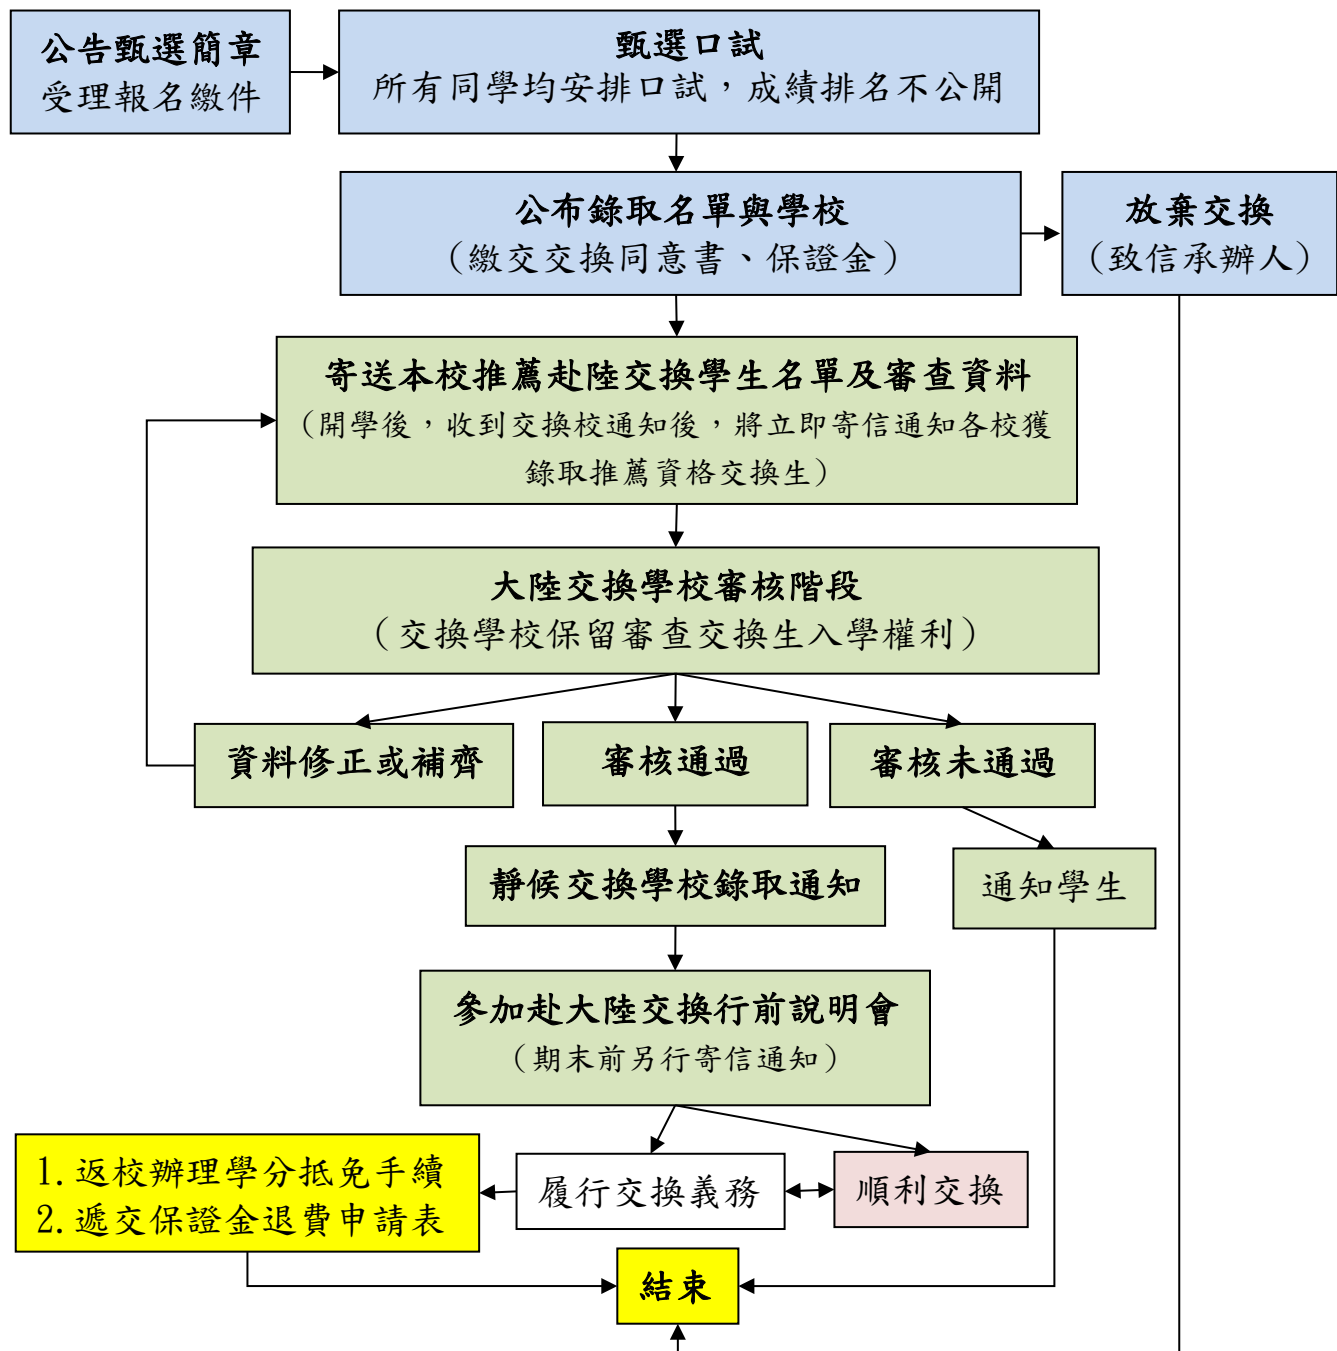 公告甄選簡章
受理報名繳件
甄選口試
所有同學均安排口試，成績排名不公開
公布錄取名單與學校
（繳交交換同意書、保證金）
放棄交換
（致信承辦人）
寄送本校推薦赴陸交換學生名單及審查資料
（開學後，收到交換校通知後，將立即寄信通知各校獲
錄取推薦資格交換生）
大陸交換學校審核階段
（交換學校保留審查交換生入學權利）
資料修正或補齊
審核通過
審核未通過
靜候交換學校錄取通知
通知學生
參加赴大陸交換行前說明會
（期末前另行寄信通知）
1.返校辦理學分抵免手續
2.遞交保證金退費申請表
履行交換義務
順利交換
結束